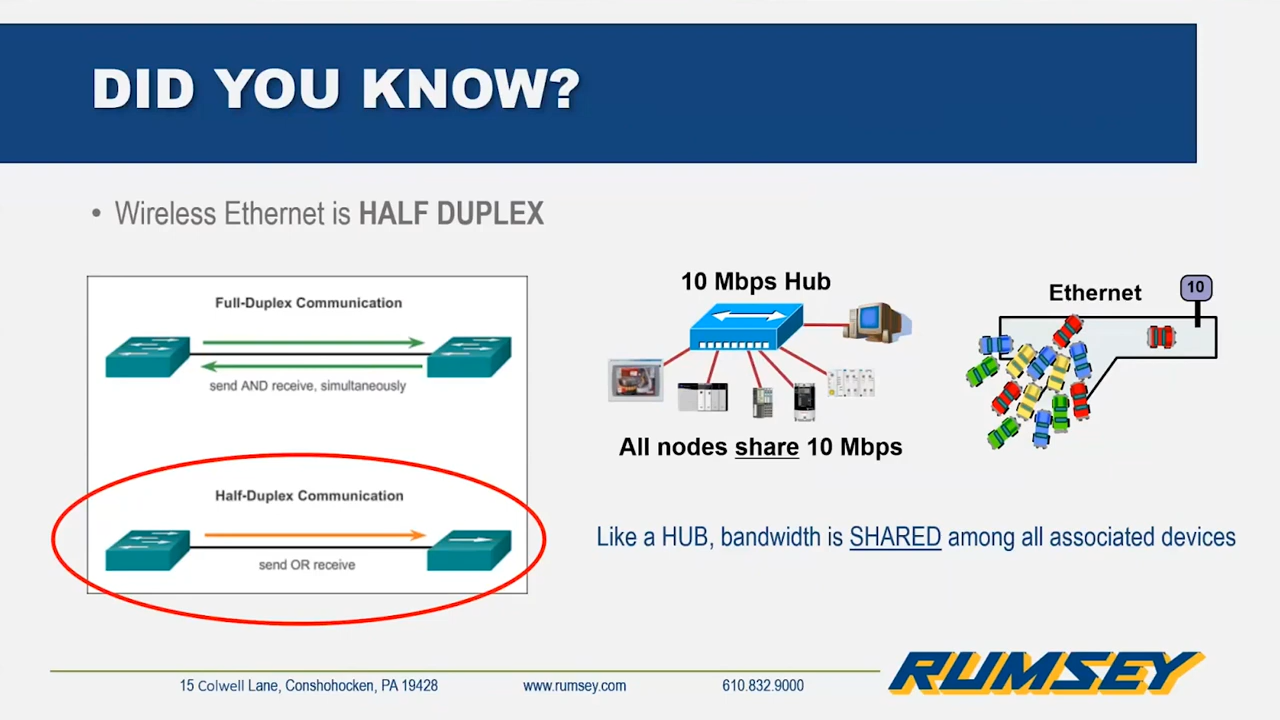 DID YOU KNOW?
• Wireless Ethernet is HALF DUPLEX
Full-Duplex Communication
send AND receive, simultaneously
Half-Duplex Communication
send OR receive
10 Mbps Hub
All nodes share 10 Mbps
Ethernet
10
Like a HUB, bandwidth is SHARED among all associated devices
15 Colwell Lane, Conshohocken, PA 19428
www.rumsey.com
610.832.9000
RUMSEY